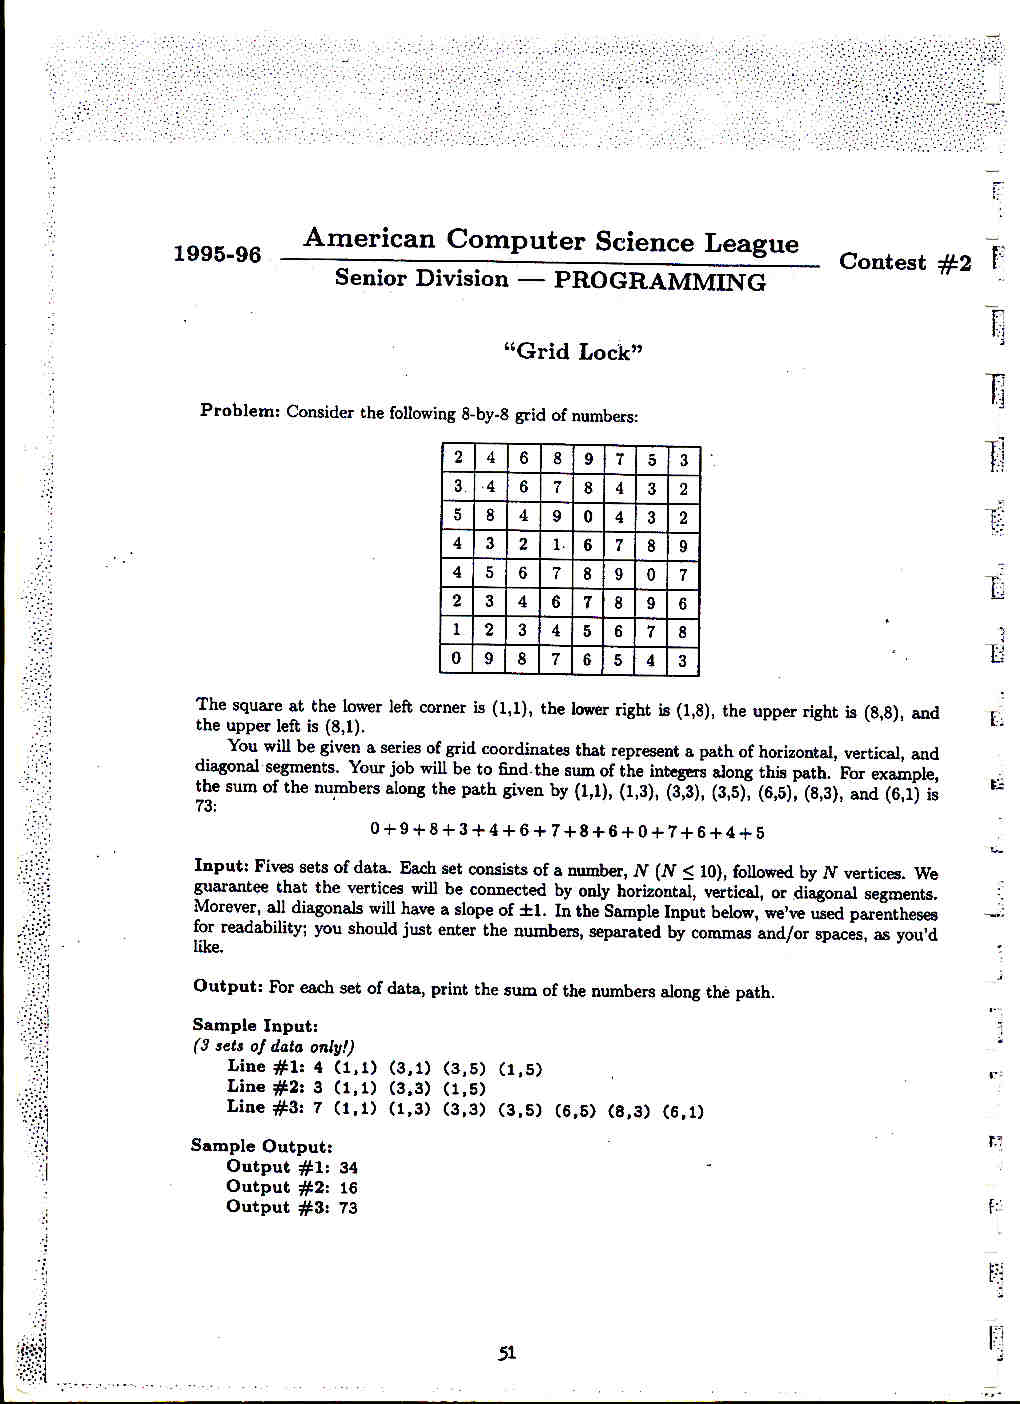 1995-96
American Computer Science League
Contest #2
Senior Division — PROGRAMMING
“Grid Lock”
Problem: Consider the following 8-by-8 grid of numbers:
2 4 6 8 9 7 5 3
3 4 6 7 8 4 3 2
5 8 4 9 0 4 3 2
4 3 2 1 6 7 8 9
4 5 6 7 8 9 0 7
2 3 4 6 7 8 9 6
1 2 3 4 5 6 7 8
0 9 8 7 6 5 4 3
The square at the lower left corner is (1,1), the lower right is (1,8), the upper right is (8,8), and
the upper left is (8,1).
You will be given a series of grid coordinates that represent a path of horizontal, vertical, and
diagonal segments. Your job will be to find the sum of the integers along this path. For example,
the sum of the numbers along the path given by (1,1), (1,3), (3,3), (3,5), (6,5), (8,3), and (6,1) is
73:
0+9+8+3+4+6+7+8+6+0+7+6+4+5
Input: Fives sets of data. Each set consists of a number, N (N ≤ 10), followed by N vertices. We
guarantee that the vertices will be connected by only horizontal, vertical, or diagonal segments.
Morever, all diagonals will have a slope of ±1. In the Sample Input below, we've used parentheses
for readability; you should just enter the numbers, separated by commas and/or spaces, as you'd
like.
Output: For each set of data, print the sum of the numbers along the path.
Sample Input:
(3 sets of data only!)
Line #1: 4 (1,1) (3,1) (3,5) (1,5)
Line #2: 3 (1,1) (3,3) (1,5)
Line #3: 7 (1,1) (1,3) (3,3) (3,5) (6,5) (8,3) (6,1)
Sample Output:
Output #1: 34
Output #2: 16
Output #3: 73
51